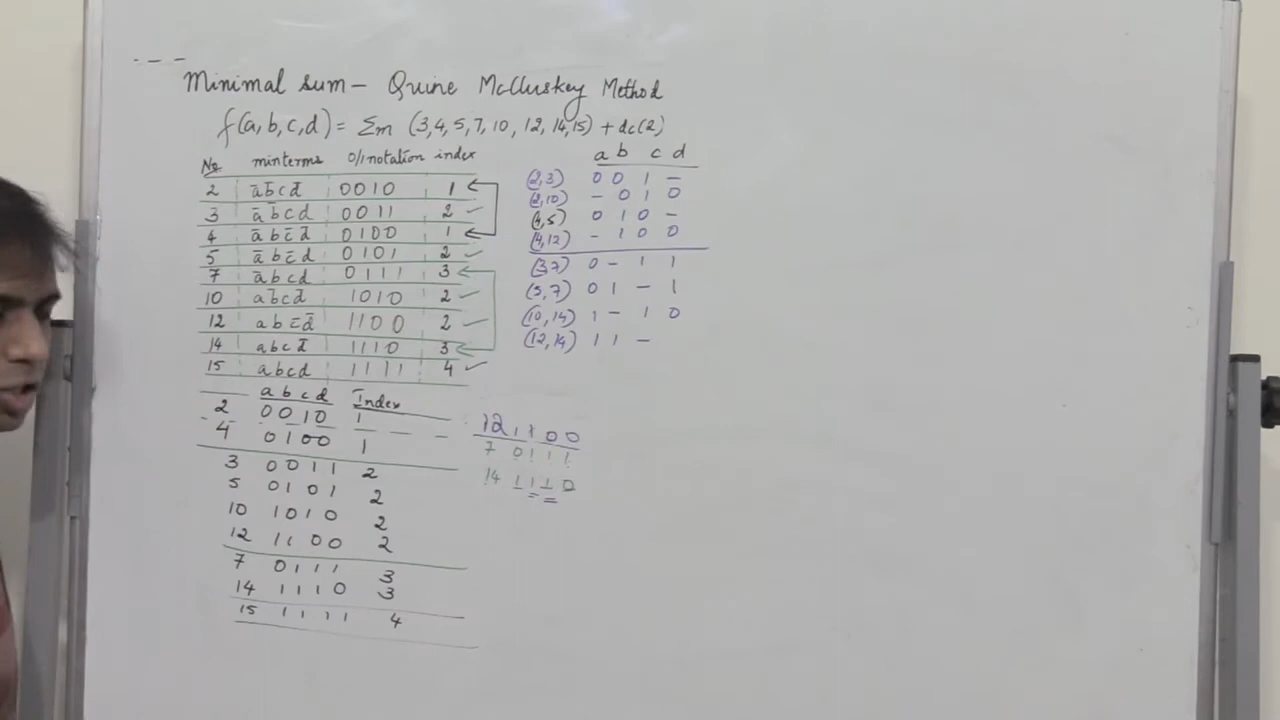 Minimal sum - Quine McCluskey Method
f(a,b,c,d) = Σm (3,4,5,7,10,12,14,15) + dc(2)
No minterms 0/1 notation index
2 a̅b̅cd̅ 0010 1
3 a̅b̅cd 0011 2
4 a̅bc̅d̅ 0100 1
5 a̅bc̅d 0101 2
7 a̅bcd 0111 3
10 ab̅cd̅ 1010 2
12 abc̅d̅ 1100 2
14 abcd̅ 1110 3
15 abcd 1111 4
a b c d Index
2 0010 1
4 0100 1
3 0011 2
5 0101 2
10 1010 2
12 1100 2
7 0111 3
14 1110 3
15 1111 4
a b c d
(2,3) 0 0 1 -
(2,10) - 0 1 0
(4,5) 0 1 0 -
(4,12) - 1 0 0
(3,7) 0 - 1 1
(5,7) 0 1 - 1
(10,14) 1 - 1 0
(12,14) 1 1 -
12 1 1 0 0
7 0 1 1 1
14 1 1 1 0